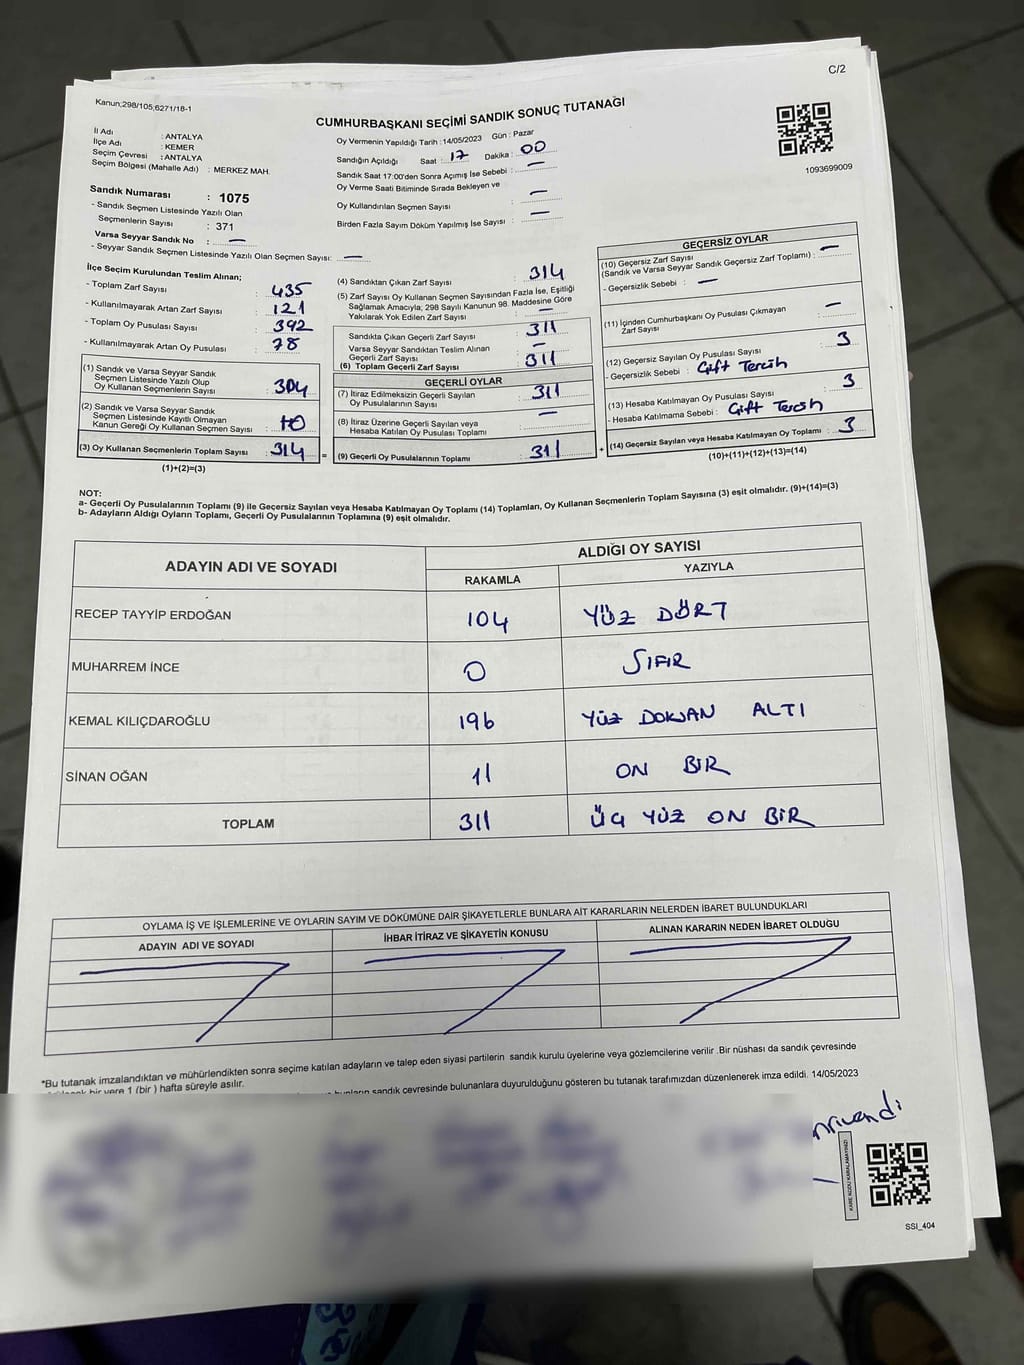 C/2
Kanun;298/105,6271/18-1
CUMHURBAŞKANI SEÇİMİ SANDIK SONUÇ TUTANAĞI
İl Adı : ANTALYA
İlçe Adı : KEMER
Seçim Çevresi : ANTALYA
Seçim Bölgesi (Mahalle Adı) : MERKEZ MAH.
Oy Vermenin Yapıldığı Tarih : 14/05/2023 Gün : Pazar
Sandığın Açıldığı Saat : 17 Dakika : 00
Sandık Saat 17:00'den Sonra Açımış İse Sebebi : —
Oy Verme Saati Bitiminde Sırada Bekleyen ve
Oy Kullandırılan Seçmen Sayısı : —
Birden Fazla Sayım Döküm Yapılmış İse Sayısı : —
1093699009
Sandık Numarası : 1075
- Sandık Seçmen Listesinde Yazılı Olan
Seçmenlerin Sayısı : 371
Varsa Seyyar Sandık No : —
- Seyyar Sandık Seçmen Listesinde Yazılı Olan Seçmen Sayısı: —
İlçe Seçim Kurulundan Teslim Alınan;
- Toplam Zarf Sayısı : 435
- Kullanılmayarak Artan Zarf Sayısı : 121
- Toplam Oy Pusulası Sayısı : 392
- Kullanılmayarak Artan Oy Pusulası : 78
(1) Sandık ve Varsa Seyyar Sandık
Seçmen Listesinde Yazılı Olup
Oy Kullanan Seçmenlerin Sayısı : 304
(2) Sandık ve Varsa Seyyar Sandık
Seçmen Listesinde Kayıtlı Olmayan
Kanun Gereği Oy Kullanan Seçmen Sayısı : 10
(3) Oy Kullanan Seçmenlerin Toplam Sayısı : 314 =
(1)+(2)=(3)
(4) Sandıktan Çıkan Zarf Sayısı : 314
(5) Zarf Sayısı Oy Kullanan Seçmen Sayısından Fazla İse, Eşitliği
Sağlamak Amacıyla, 298 Sayılı Kanunun 98. Maddesine Göre
Yakılarak Yok Edilen Zarf Sayısı : —
Sandıkta Çıkan Geçerli Zarf Sayısı : 311
Varsa Seyyar Sandıktan Teslim Alınan
Geçerli Zarf Sayısı : —
(6) Toplam Geçerli Zarf Sayısı : 311
GEÇERLİ OYLAR
(7) İtiraz Edilmeksizin Geçerli Sayılan
Oy Pusulalarının Sayısı : 311
(8) İtiraz Üzerine Geçerli Sayılan veya
Hesaba Katılan Oy Pusulası Toplamı : —
(9) Geçerli Oy Pusulalarının Toplamı : 311 +
GEÇERSİZ OYLAR
(10) Geçersiz Zarf Sayısı
(Sandık ve Varsa Seyyar Sandık Geçersiz Zarf Toplamı) : —
- Geçersizlik Sebebi : —
(11) İçinden Cumhurbaşkanı Oy Pusulası Çıkmayan
Zarf Sayısı : —
(12) Geçersiz Sayılan Oy Pusulası Sayısı : 3
- Geçersizlik Sebebi : Çift Tercih
(13) Hesaba Katılmayan Oy Pusulası Sayısı : 3
- Hesaba Katılmama Sebebi : Çift Tercih
(14) Geçersiz Sayılan veya Hesaba Katılmayan Oy Toplamı : 3
(10)+(11)+(12)+(13)=(14)
NOT:
a- Geçerli Oy Pusulaları Toplamı (9) ile Geçersiz Sayılan veya Hesaba Katılmayan Oy Toplamı (14) Toplamları, Oy Kullanan Seçmenlerin Toplam Sayısına (3) eşit olmalıdır. (9)+(14)=(3)
b- Adayların Aldığı Oyların Toplamı, Geçerli Oy Pusulalarının Toplamına (9) eşit olmalıdır.
ADAYIN ADI VE SOYADI
ALDIĞI OY SAYISI
RAKAMLA YAZIYLA
RECEP TAYYİP ERDOĞAN 104 YÜZ DÖRT
MUHARREM İNCE 0 SIFIR
KEMAL KILIÇDAROĞLU 196 YÜZ DOKSAN ALTI
SİNAN OĞAN 11 ON BİR
TOPLAM 311 ÜÇ YÜZ ON BİR
OYLAMA İŞ VE İŞLEMLERİNE VE OYLARIN SAYIM VE DÖKÜMÜNE DAİR ŞİKAYETLERLE BUNLARA AİT KARARLARIN NELERDEN İBARET BULUNDUKLARI
ADAYIN ADI VE SOYADI İHBAR İTİRAZ VE ŞİKAYETİN KONUSU ALINAN KARARIN NEDEN İBARET OLDUĞU
*Bu tutanak imzalandıktan ve mühürlendikten sonra seçime katılan adayların ve talep eden siyasi partilerin sandık kurulu üyelerine veya gözlemcilerine verilir .Bir nüshası da sandık çevresinde
bir yere 1 (bir ) hafta süreyle asılır.
sandık çevresinde bulunanlara duyurulduğunu gösteren bu tutanak tarafımızdan düzenlenerek imza edildi. 14/05/2023
KARE KODU KARALAMAYINIZ!
SSI_404